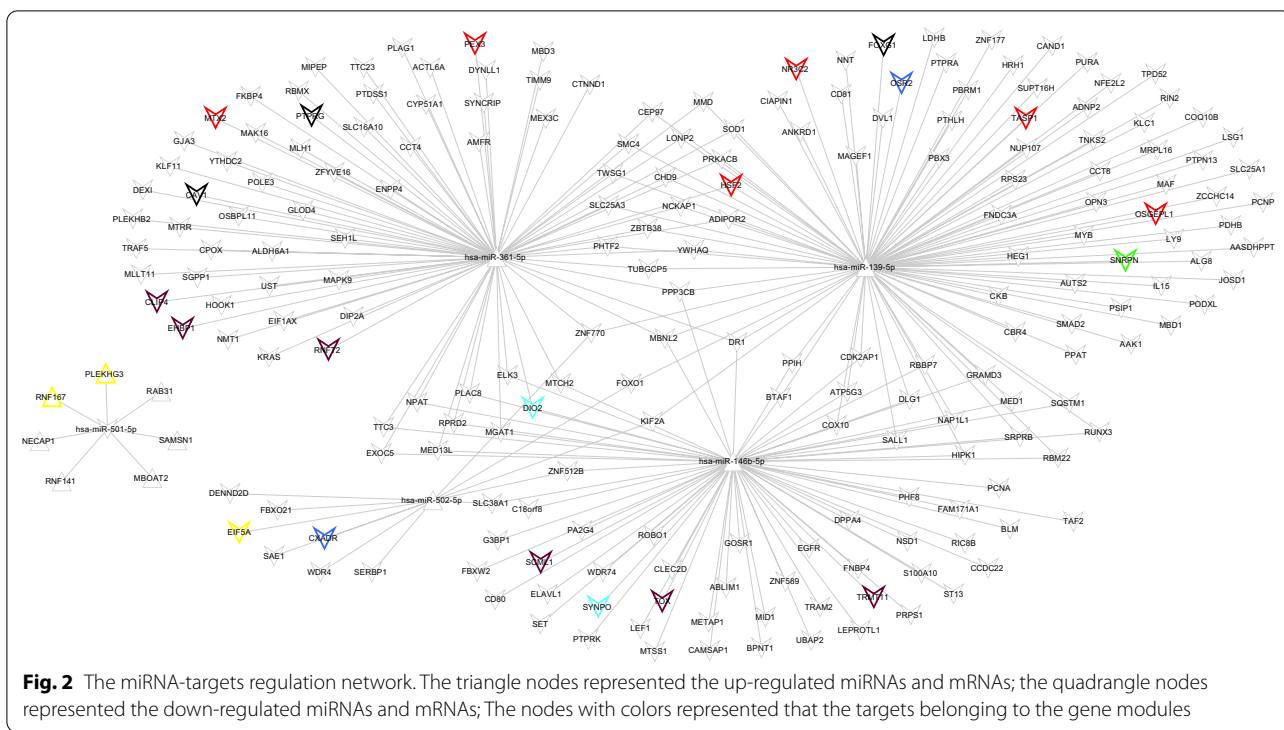 PLAG1
PEX3
MBD3
MIPEP
TTC23
ACTL6A
DYNLL1
TIMM9
CTNND1
FKBP4
RBMX
PTDSS1
CYP51A1
SYNCRIP
MEX3C
MTX2
PTPRG
SLC16A10
MAK16
MLH1
CCT4
AMFR
GJA3
YTHDC2
KLF11
ZFYVE16
POLE3
ENPP4
DEXI
CAV1
OSBPL11
GLOD4
PLEKHB2
MTRR
SEH1L
TRAF5
CPOX
ALDH6A1
hsa-miR-361-5p
MLLT11
SGPP1
UST
MAPK9
CLIP4
HOOK1
EHBP1
EIF1AX
DIP2A
NMT1
KRAS
RNF72
FOXG1
LDHB
ZNF177
CAND1
NR3C2
NNT
OSR2
PTPRA
HRH1
PURA
CIAPIN1
CD81
PBRM1
SUPT16H
NFE2L2
TPD52
MMD
CEP97
ANKRD1
DVL1
PTHLH
TASP1
ADNP2
RIN2
COQ10B
SMC4
LONP2
SOD1
MAGEF1
PBX3
NUP107
TNKS2
KLC1
LSG1
PRKACB
MRPL16
TWSG1
CHD9
HSF2
RPS23
CCT8
PTPN13
SLC25A1
SLC25A3
NCKAP1
ADIPOR2
OPN3
MAF
ZCCHC14
PCNP
ZBTB38
FNDC3A
OSGEPL1
MYB
PDHB
PHTF2
YWHAQ
HEG1
LY9
AASDHPPT
TUBGCP5
hsa-miR-139-5p
SNRPN
ALG8
PPP3CB
AUTS2
IL15
JOSD1
CKB
PSIP1
PODXL
CBR4
SMAD2
MBD1
AAK1
PPAT
ZNF770
MBNL2
DR1
PPIH
CDK2AP1
RBBP7
ELK3
MTCH2
FOXO1
GRAMD3
PLAC8
BTAF1
ATP5G3
DLG1
MED1
SQSTM1
NPAT
DIO2
KIF2A
NAP1L1
TTC3
RPRD2
MGAT1
COX10
SALL1
SRPRB
RUNX3
EXOC5
MED13L
HIPK1
RBM22
ZNF512B
hsa-miR-146b-5p
PLEKHG3
RNF167
RAB31
hsa-miR-501-5p
NECAP1
SAMSN1
RNF141
MBOAT2
DENND2D
hsa-miR-502-5p
SLC38A1
C18orf8
FBXO21
EIF5A
CXADR
SAE1
WDR4
SERBP1
PCNA
PHF8
FAM171A1
TAF2
DPPA4
BLM
G3BP1
PA2G4
ROBO1
GOSR1
EGFR
NSD1
RIC8B
CCDC22
FBXW2
SCML1
WDR74
CLEC2D
FNBP4
S100A10
ZNF589
ABLIM1
ST13
CD80
ELAVL1
SYNPO
TOX
TRMT11
TRAM2
PRPS1
SET
LEF1
METAP1
MID1
LEPROTL1
PTPRK
UBAP2
MTSS1
CAMSAP1
BPNT1
Fig. 2 The miRNA-targets regulation network. The triangle nodes represented the up-regulated miRNAs and mRNAs; the quadrangle nodes
represented the down-regulated miRNAs and mRNAs; The nodes with colors represented that the targets belonging to the gene modules